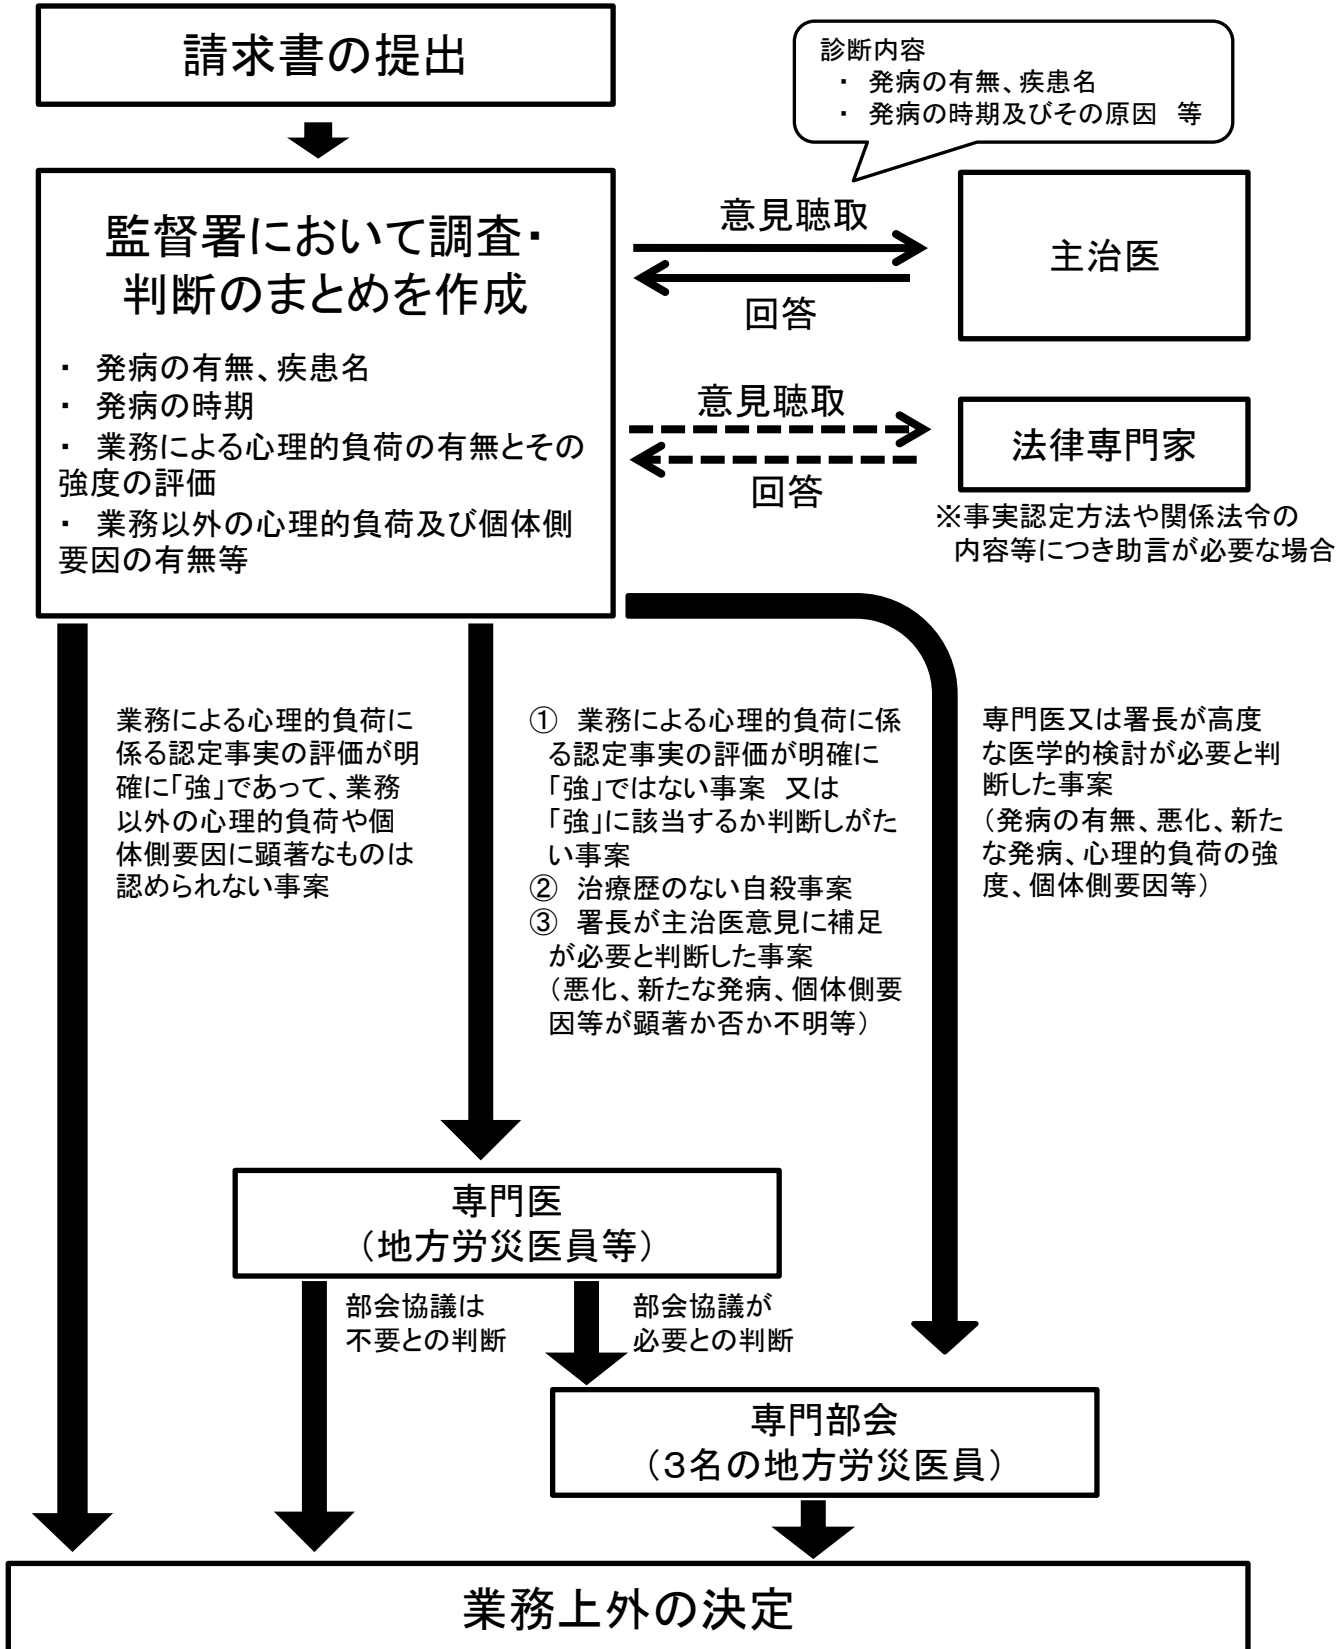 請求書の提出
診断内容
・ 発病の有無、疾患名
・ 発病の時期及びその原因 等
監督署において調査・
判断のまとめを作成
・ 発病の有無、疾患名
・ 発病の時期
・ 業務による心理的負荷の有無とその
強度の評価
・ 業務以外の心理的負荷及び個体側
要因の有無等
意見聴取
回答
主治医
意見聴取
回答
法律専門家
※事実認定方法や関係法令の
内容等につき助言が必要な場合
業務による心理的負荷に
係る認定事実の評価が明
確に「強」であって、業務
以外の心理的負荷や個
体側要因に顕著なものは
認められない事案
① 業務による心理的負荷に係
る認定事実の評価が明確に
「強」ではない事案 又は
「強」に該当するか判断しがた
い事案
② 治療歴のない自殺事案
③ 署長が主治医意見に補足
が必要と判断した事案
（悪化、新たな発病、個体側要
因等が顕著か否か不明等）
専門医又は署長が高度
な医学的検討が必要と判
断した事案
（発病の有無、悪化、新た
な発病、心理的負荷の強
度、個体側要因等）
専門医
（地方労災医員等）
部会協議は
不要との判断
部会協議が
必要との判断
専門部会
（３名の地方労災医員）
業務上外の決定